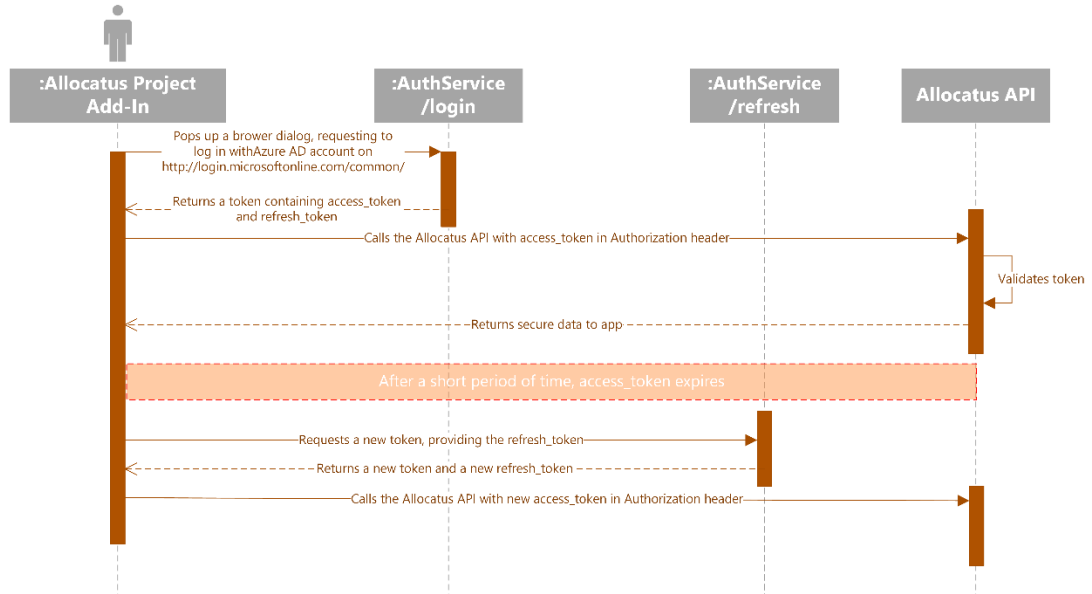 :Allocatus Project
Add-In
:AuthService
/login
:AuthService
/refresh
Allocatus API
Pops up a brower dialog, requesting to
log in withAzure AD account on
http://login.microsoftonline.com/common/
Returns a token containing access_token
and refresh_token
Calls the Allocatus API with access_token in Authorization header
Validates token
Returns secure data to app
After a short period of time, access_token expires
Requests a new token, providing the refresh_token
Returns a new token and a new refresh_token
Calls the Allocatus API with new access_token in Authorization header